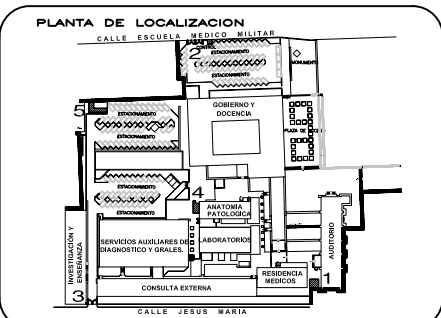 PLANTA DE LOCALIZACION
CALLE ESCUELA MEDICO MILITAR
CONTROL
2
ESTACIONAMIENTO
ESTACIONAMIENTO
MONUMENTO
5
ESTACIONAMIENTO
ESTACIONAMIENTO
GOBIERNO Y
DOCENCIA
PLAZA DE
ESTACIONAMIENTO
ESTACIONAMIENTO
4
ANATOMIA
PATOLOGICA
SERVICIOS AUXILIARES DE
DIAGNOSTICO Y GRALES.
LABORATORIOS
AUDITORIO
INVESTIGACIÓN Y
ENSEÑANZA
RESIDENCIA
MEDICOS
1
3
CONSULTA EXTERNA
CALLE JESUS MARIA